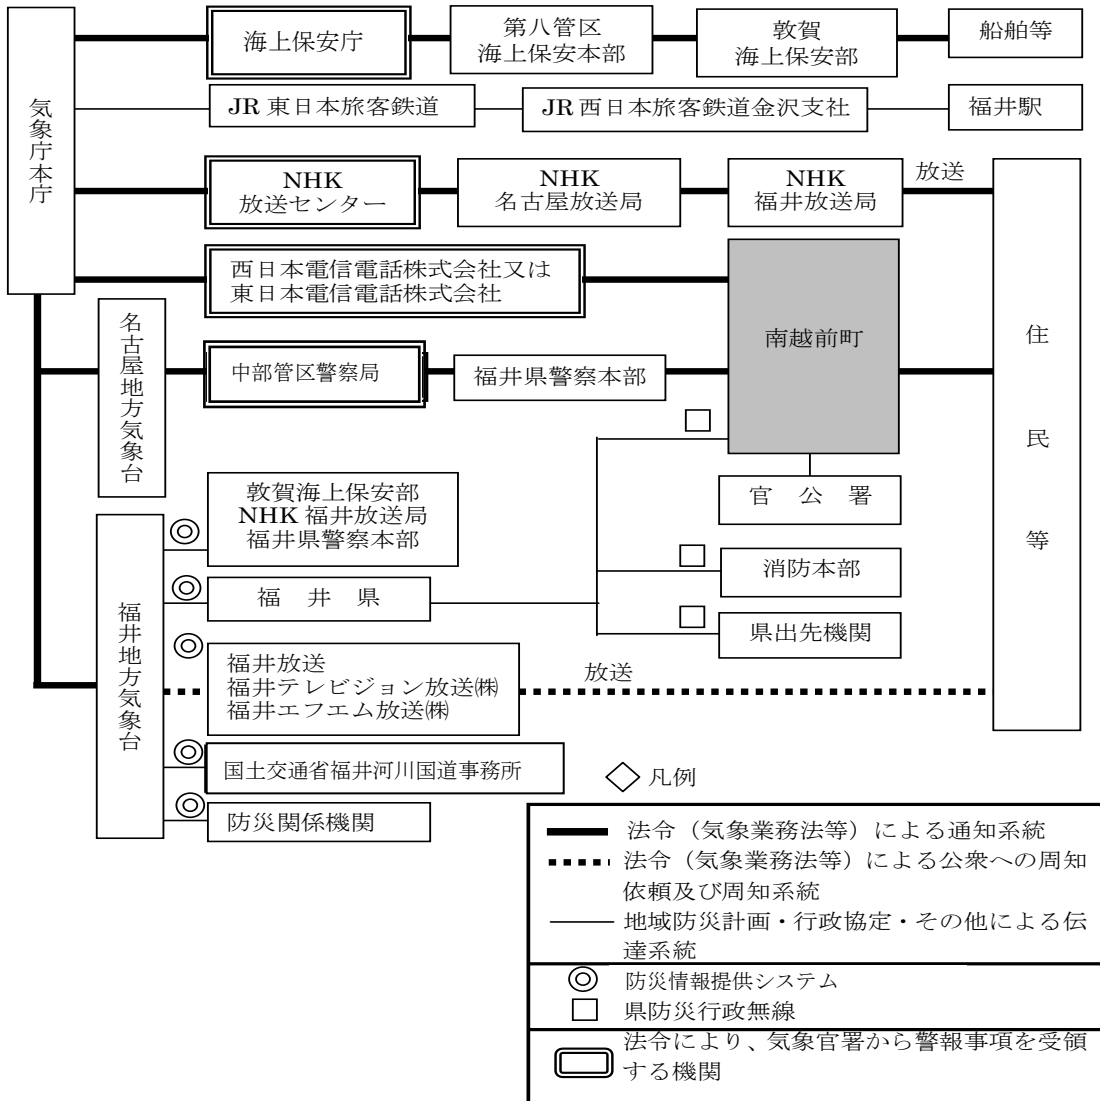 海上保安庁
第八管区
海上保安本部
敦賀
海上保安部
船舶等
気象庁本庁
JR 東日本旅客鉄道
JR 西日本旅客鉄道金沢支社
福井駅
NHK
放送センター
NHK
名古屋放送局
NHK
福井放送局
放送
西日本電信電話株式会社又は
東日本電信電話株式会社
南越前町
住民等
名古屋地方気象台
中部管区警察局
福井県警察本部
官 公 署
敦賀海上保安部
NHK 福井放送局
福井県警察本部
消防本部
福 井 県
県出先機関
福井地方気象台
福井放送
福井テレビジョン放送㈱
福井エフエム放送㈱
放送
国土交通省福井河川国道事務所
防災関係機関
凡例
法令（気象業務法等）による通知系統
法令（気象業務法等）による公衆への周知
依頼及び周知系統
地域防災計画・行政協定・その他による伝
達系統
防災情報提供システム
県防災行政無線
法令により、気象官署から警報事項を受領
する機関